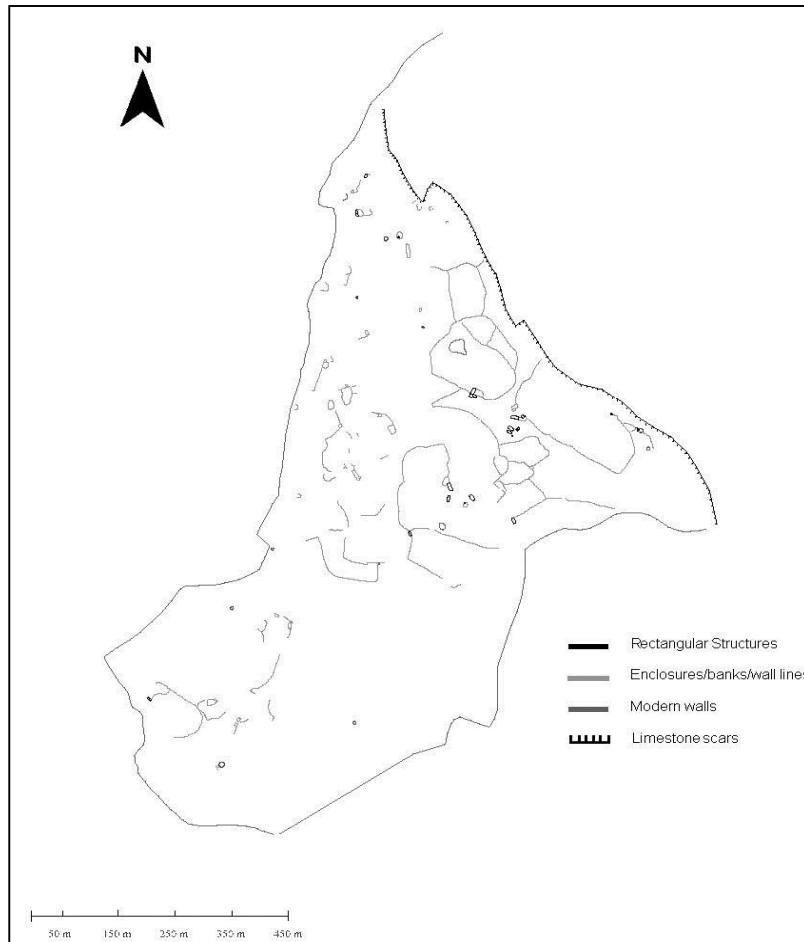 N
Rectangular Structures
Enclosures/banks/wall lines
Modern walls
Limestone scars
50 m 150 m 250 m 350 m 450 m